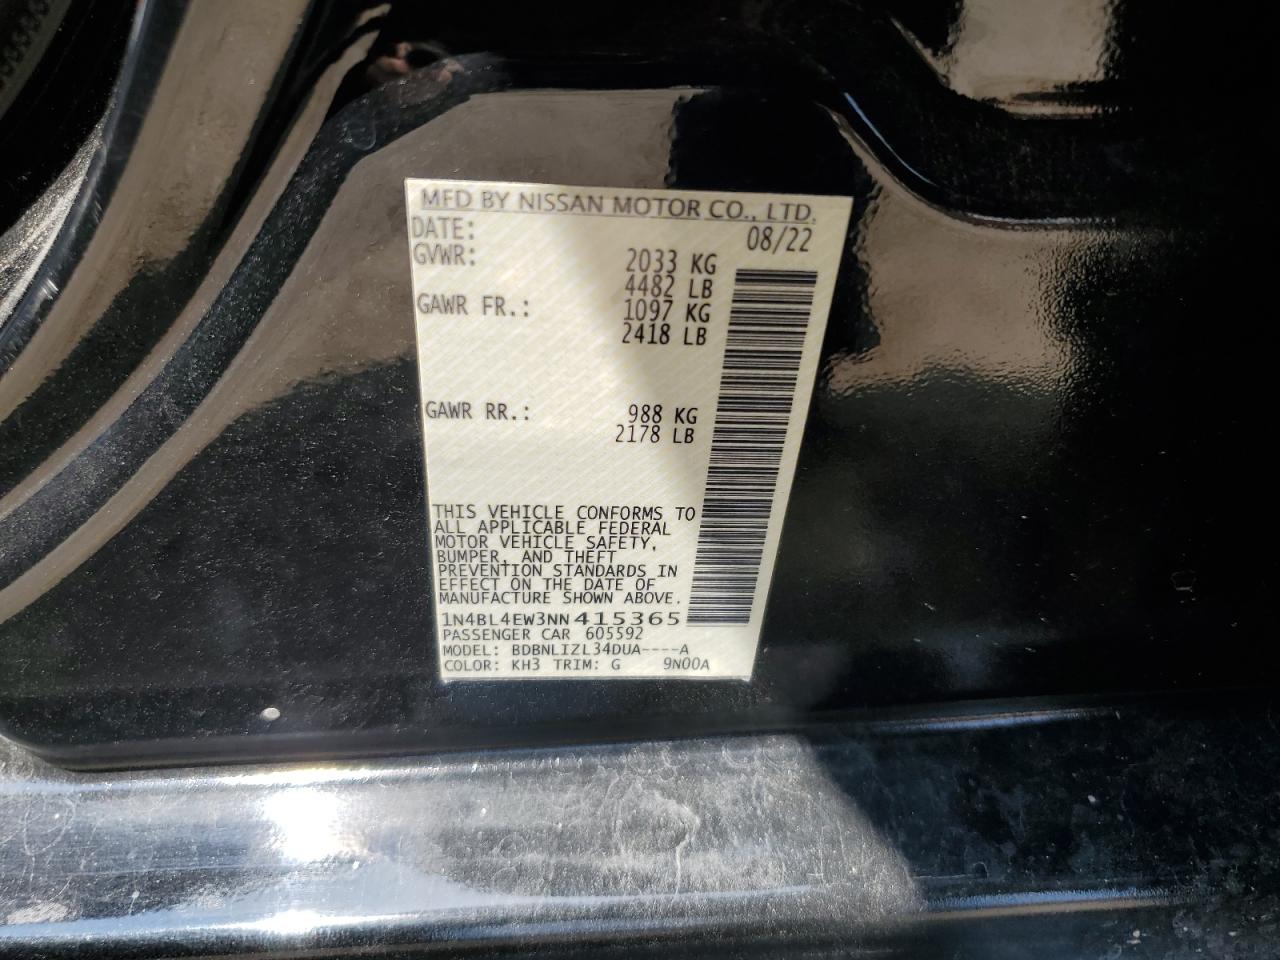 MFD BY NISSAN MOTOR CO., LTD.
DATE: 08/22
GVWR: 2033 KG
4482 LB
GAWR FR.: 1097 KG
2418 LB
GAWR RR.: 988 KG
2178 LB
THIS VEHICLE CONFORMS TO
ALL APPLICABLE FEDERAL
MOTOR VEHICLE SAFETY,
BUMPER, AND THEFT
PREVENTION STANDARDS IN
EFFECT ON THE DATE OF
MANUFACTURE SHOWN ABOVE.
1N4BL4EW3NN415365
PASSENGER CAR 605592
MODEL: BDBNLIZL34DUA----A
COLOR: KH3 TRIM: G 9N00A